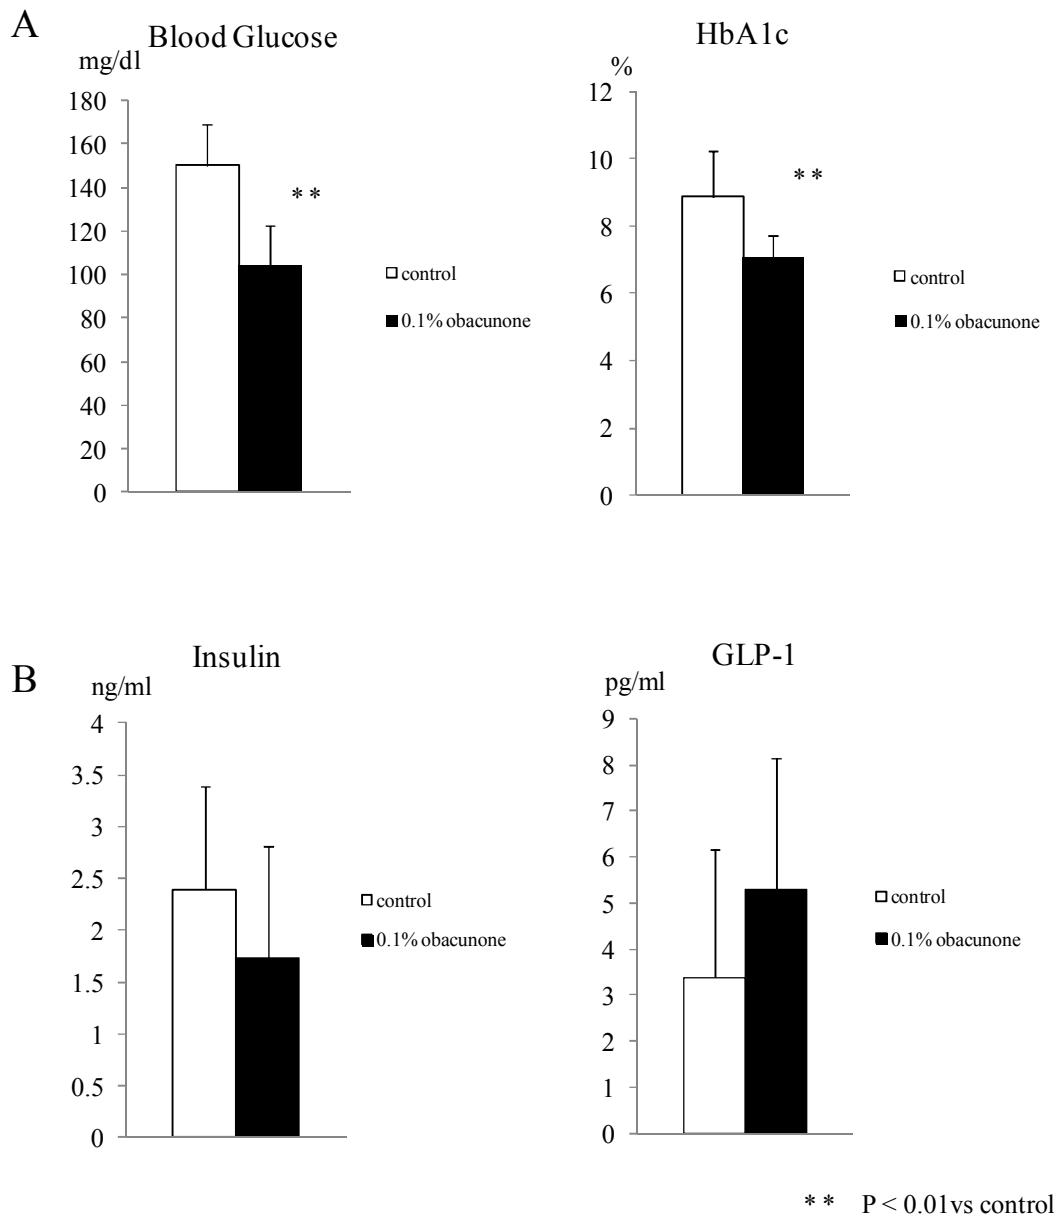 A
Blood Glucose
mg/dl
180
160
140
120
100
80
60
40
20
0
**
control
0.1% obacunone
HbA1c
%
12
10
8
6
4
2
0
**
control
0.1% obacunone
B
Insulin
ng/ml
4
3.5
3
2.5
2
1.5
1
0.5
0
control
0.1% obacunone
GLP-1
pg/ml
9
8
7
6
5
4
3
2
1
0
control
0.1% obacunone
** P < 0.01vs control